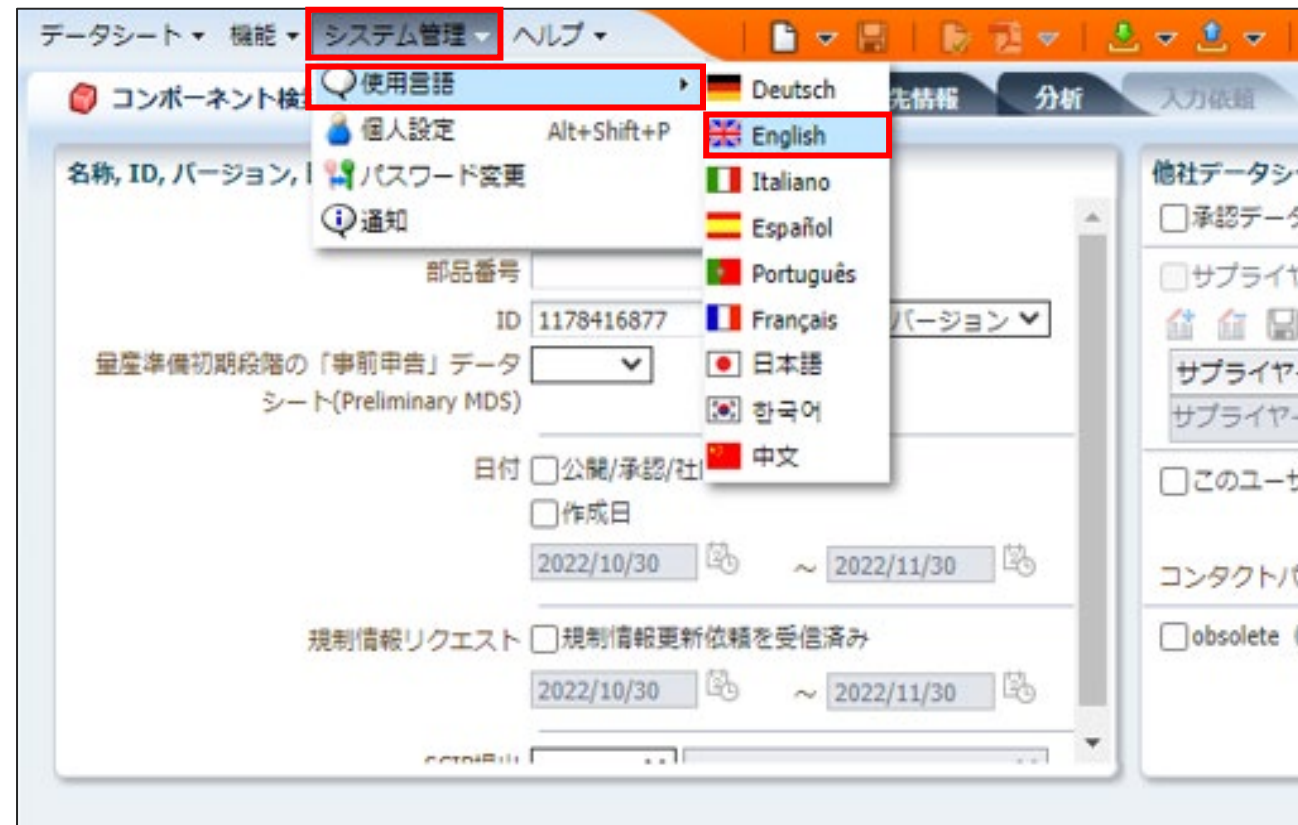 データシート 機能 システム管理 ヘルプ
コンポーネント検 先情報 分析 入力依頼
使用言語
個人設定 Alt+Shift+P
パスワード変更
通知
Deutsch
English
Italiano
Español
Português
Français
日本語
한국어
中文
名称, ID, バージョン,
部品番号
ID 1178416877 バージョン
量産準備初期段階の「事前申告」データ
シート(Preliminary MDS)
日付 公開/承認/社
作成日
2022/10/30 ~ 2022/11/30
規制情報リクエスト 規制情報更新依頼を受信済み
2022/10/30 ~ 2022/11/30
他社データシ
承認データ
サプライヤ
サプライヤ
サプライヤ
このユーザ
コンタクトパ
obsolete